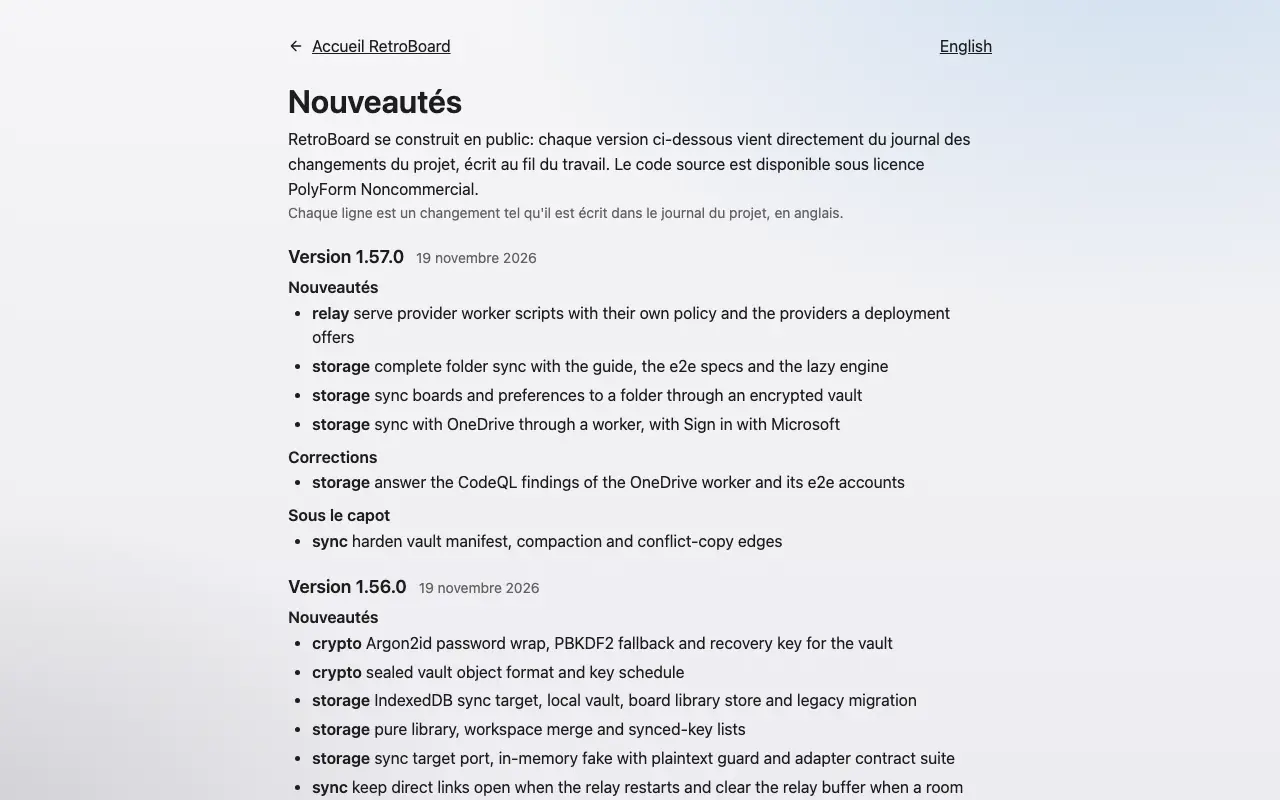 ← Accueil RetroBoard
English
Nouveautés
RetroBoard se construit en public: chaque version ci-dessous vient directement du journal des
changements du projet, écrit au fil du travail. Le code source est disponible sous licence
PolyForm Noncommercial.
Chaque ligne est un changement tel qu'il est écrit dans le journal du projet, en anglais.
Version 1.57.0 19 novembre 2026
Nouveautés
• relay serve provider worker scripts with their own policy and the providers a deployment
offers
• storage complete folder sync with the guide, the e2e specs and the lazy engine
• storage sync boards and preferences to a folder through an encrypted vault
• storage sync with OneDrive through a worker, with Sign in with Microsoft
Corrections
• storage answer the CodeQL findings of the OneDrive worker and its e2e accounts
Sous le capot
• sync harden vault manifest, compaction and conflict-copy edges
Version 1.56.0 19 novembre 2026
Nouveautés
• crypto Argon2id password wrap, PBKDF2 fallback and recovery key for the vault
• crypto sealed vault object format and key schedule
• storage IndexedDB sync target, local vault, board library store and legacy migration
• storage pure library, workspace merge and synced-key lists
• storage sync target port, in-memory fake with plaintext guard and adapter contract suite
• sync keep direct links open when the relay restarts and clear the relay buffer when a room